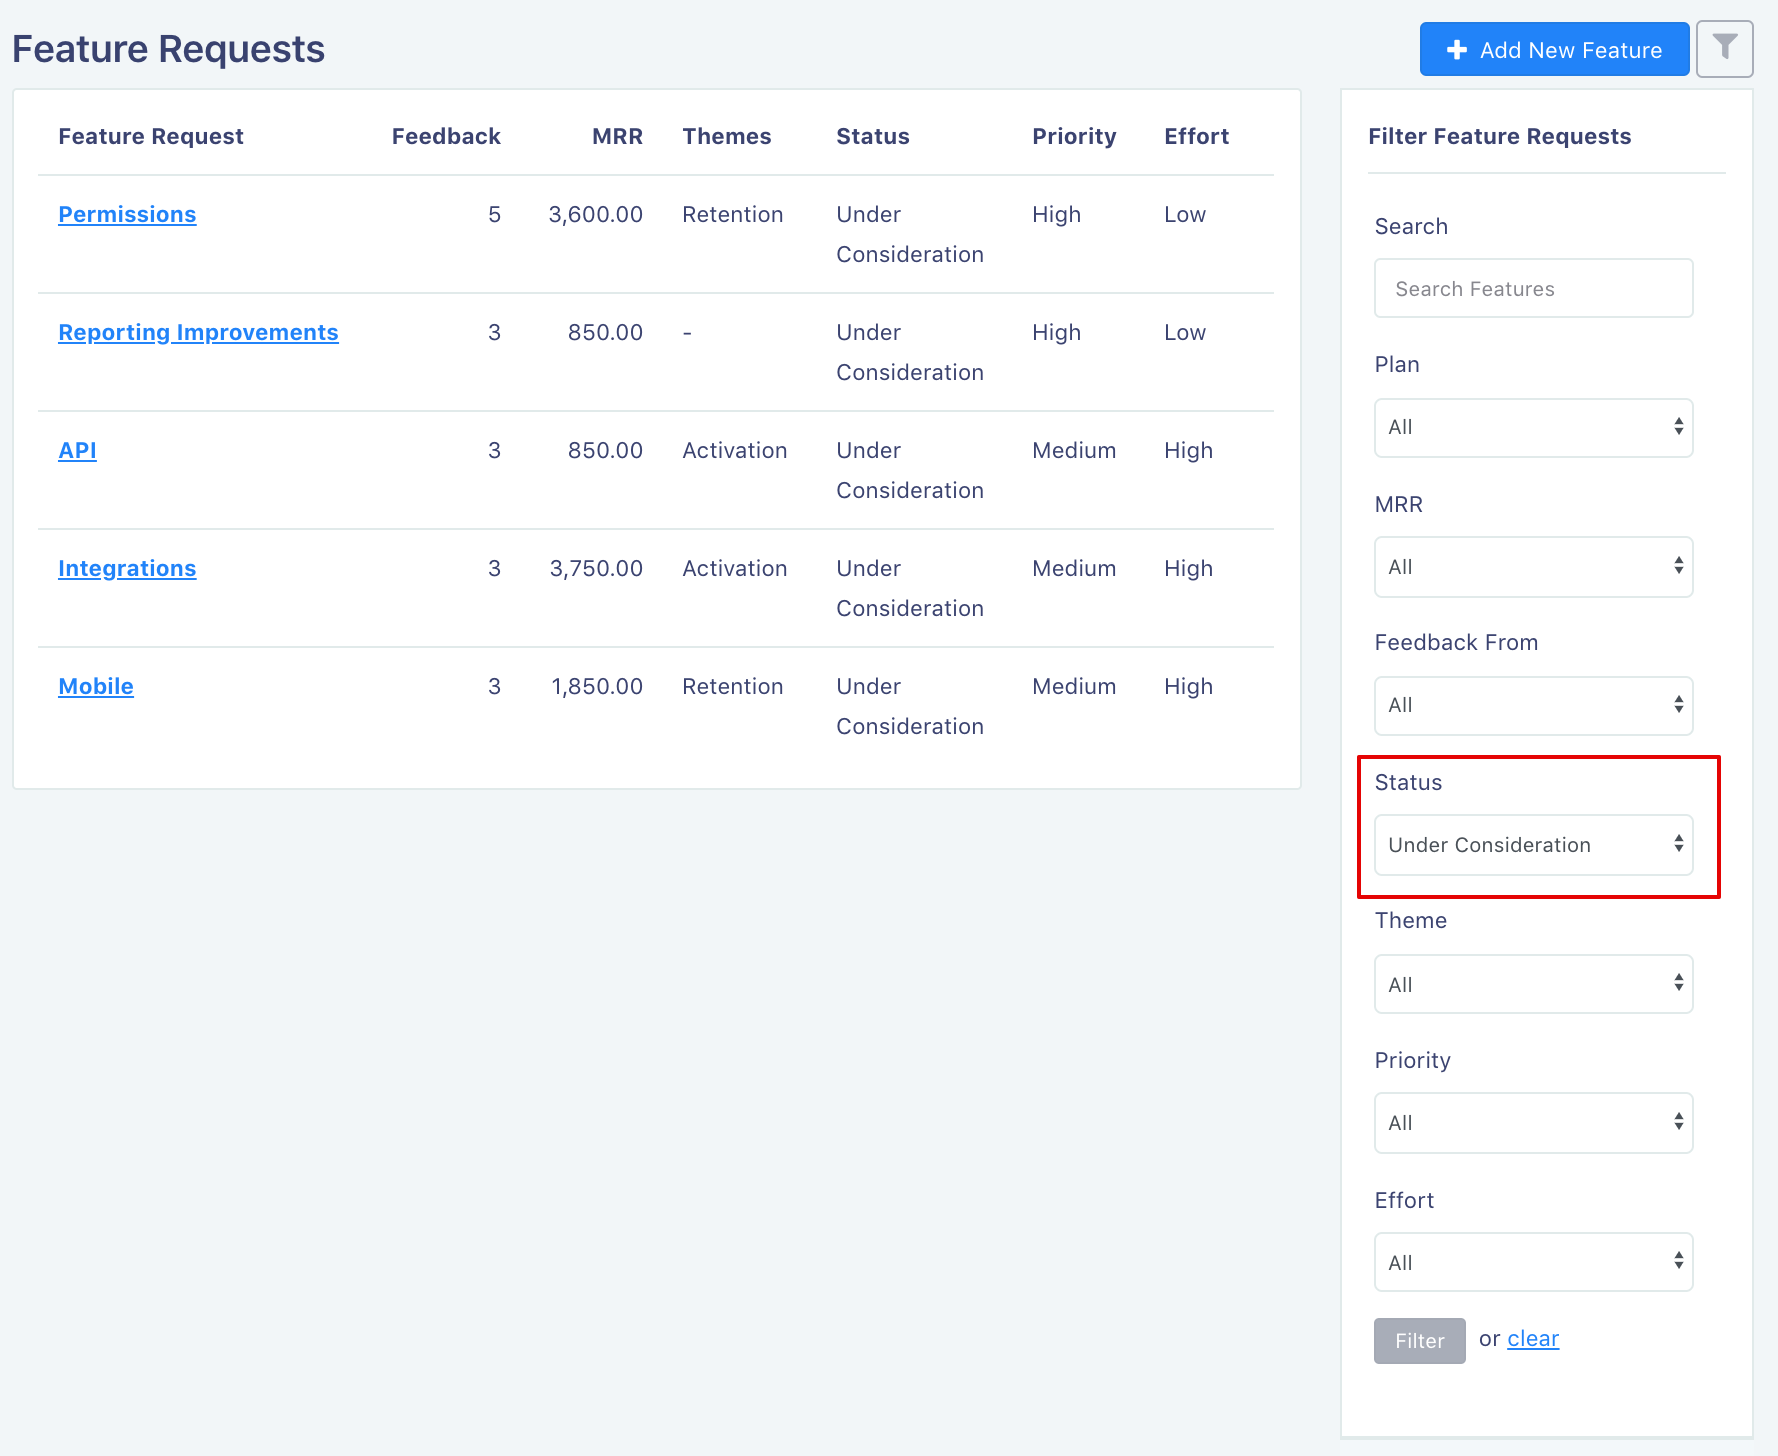 Feature Requests
Add New Feature
Feature Request Feedback MRR Themes Status Priority Effort
Permissions 5 3,600.00 Retention Under Consideration High Low
Reporting Improvements 3 850.00 - Under Consideration High Low
API 3 850.00 Activation Under Consideration Medium High
Integrations 3 3,750.00 Activation Under Consideration Medium High
Mobile 3 1,850.00 Retention Under Consideration Medium High
Filter Feature Requests
Search
Search Features
Plan
All
MRR
All
Feedback From
All
Status
Under Consideration
Theme
All
Priority
All
Effort
All
Filter or clear